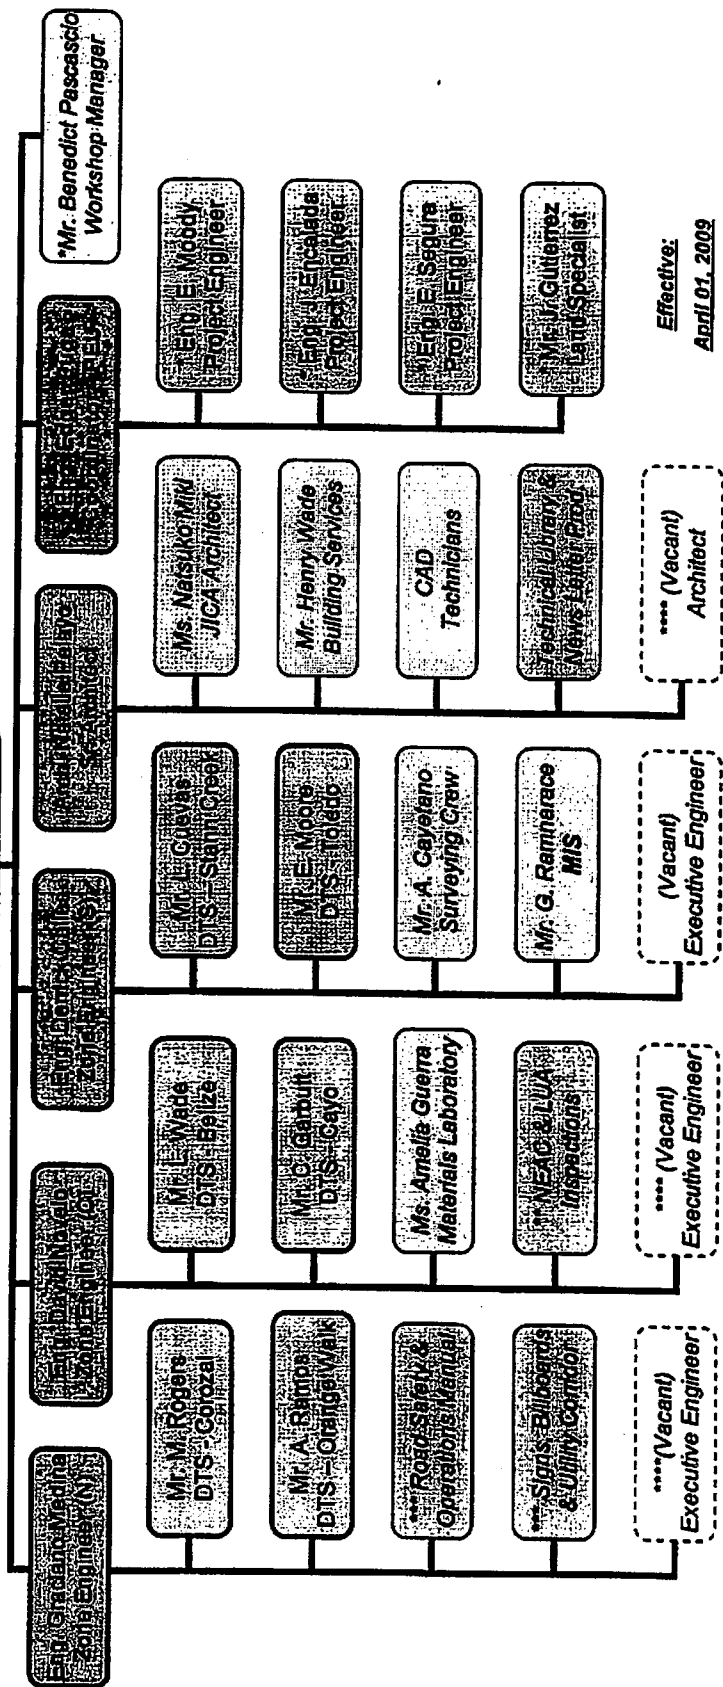 Eng. Gradiano Medina
Zone Engineer (N)
Mr. M. Rogers
DTS - Corozal
Mr. A. Ramos
DTS – Orange Walk
*** Road Safety &
Operations Manual
*** Signs, Billboards
& Utility Corridor
****(Vacant)
Executive Engineer
Eng. David Novelo
Zone Engineer
Mr. L. Wade
DTS - Belize
Mr. C. Garbutt
DTS - Cayo
Ms. Amelia Guerra
Materials Laboratory
** NEAC & LUA
Inspections
**** (Vacant)
Executive Engineer
Eng.
Zone Engineer (S)
Mr. L. Cuevas
DTS – Stann Creek
Mr. E. Moore
DTS - Toledo
Mr. A. Cayetano
Surveying Crew
Mr. G. Ramnarace
MIS
(Vacant)
Executive Engineer
Architect
Ms. Natsuko Miki
JICA Architect
Mr. Henry Wade
Building Services
CAD
Technicians
Technical Library &
News Letter Prod.
**** (Vacant)
Architect
* Eng. E. Moody
Project Engineer
* Eng. J. Encalada
Project Engineer
*Eng. E. Segura
Project Engineer
* Mr. J. Gutierrez
Land Specialist
*Mr. Benedict Pascascio
Workshop Manager
Effective:
April 01, 2009